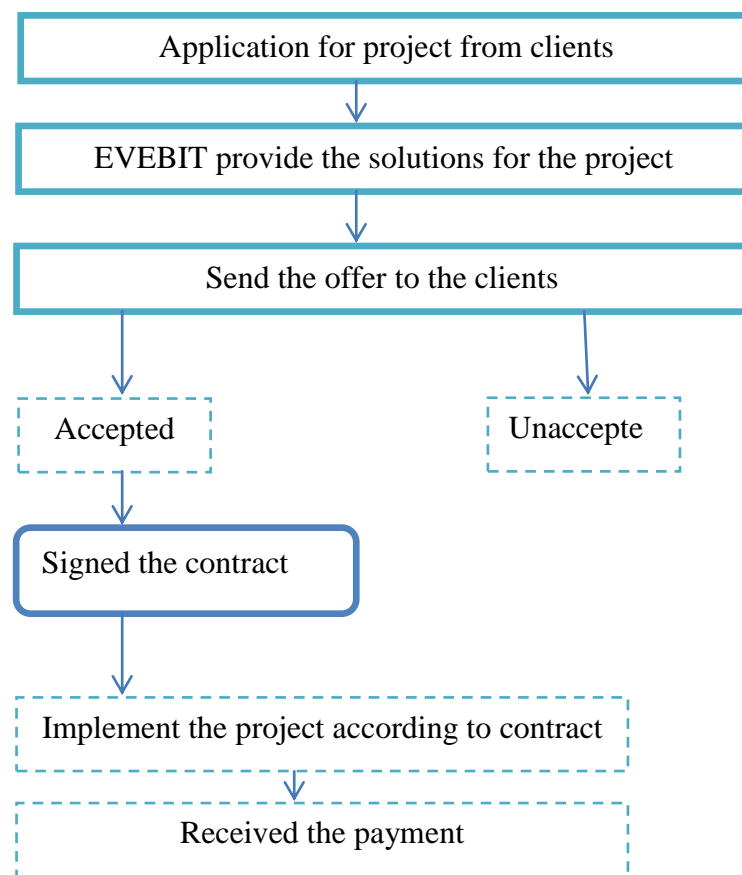 Application for project from clients
EVEBIT provide the solutions for the project
Send the offer to the clients
Accepted
Unaccepte
Signed the contract
Implement the project according to contract
Received the payment